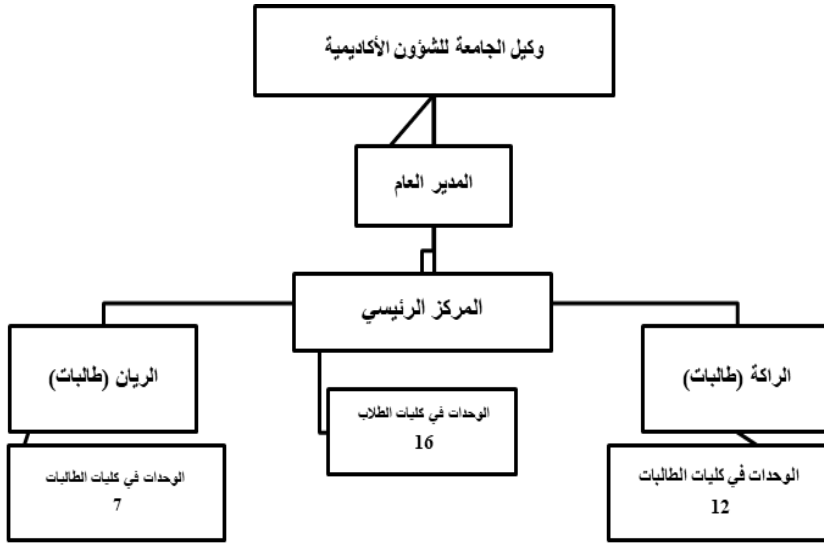 وكيل الجامعة للشؤون الأكاديمية
المدير العام
المركز الرئيسي
الراكة (طالبات)
الريان (طالبات)
الوحدات في كليات الطلاب
16
الوحدات في كليات الطالبات
12
الوحدات في كليات الطالبات
7